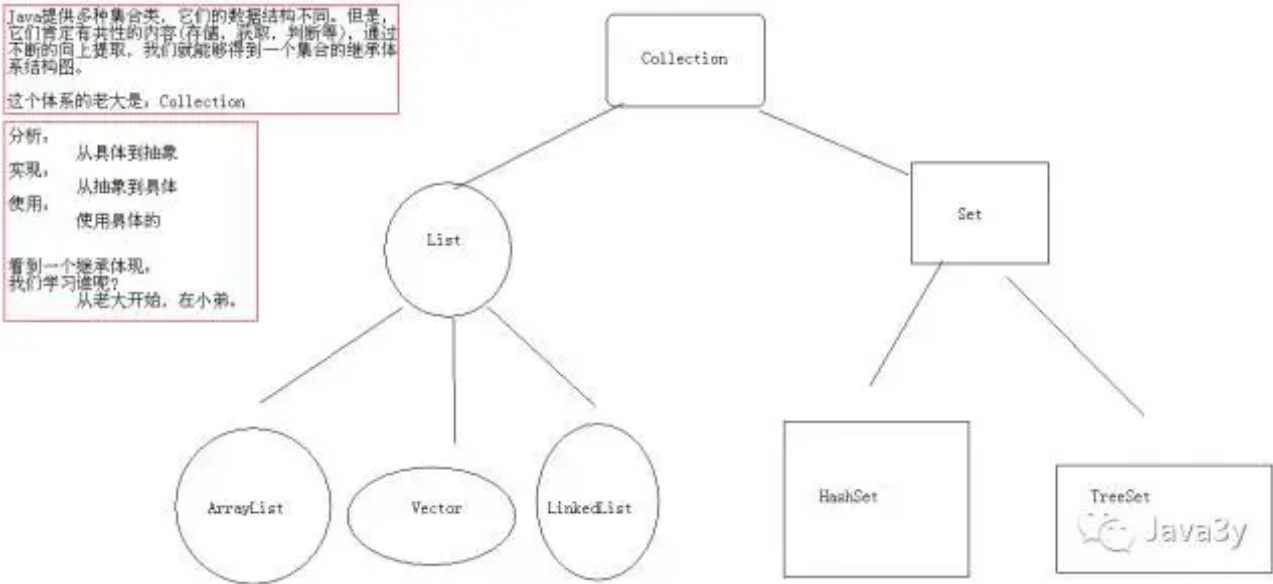 Java提供多种集合类，它们的数据结构不同。但是，
它们肯定有共性的内容(存储，获取，判断等)，通过
不断的向上提取，我们就能够得到一个集合的继承体
系结构图。
这个体系的老大是：Collection
分析：
从具体到抽象
实现：
从抽象到具体
使用：
使用具体的
看到一个继承体现，
我们学习谁呢?
从老大开始，在小弟。
Collection
List
Set
ArrayList
Vector
LinkedList
HashSet
TreeSet
Java3y